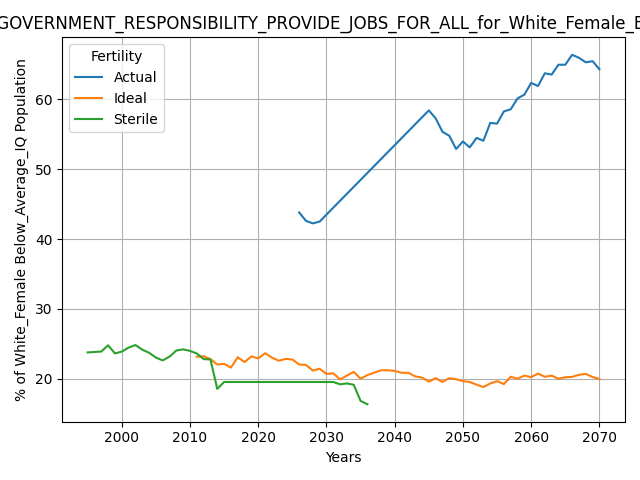 GOVERNMENT_RESPONSIBILITY_PROVIDE_JOBS_FOR_ALL_for_White_Female_
Fertility
Actual
Ideal
Sterile
% of White_Female Below_Average_IQ Population
60
50
40
30
20
2000 2010 2020 2030 2040 2050 2060 2070
Years